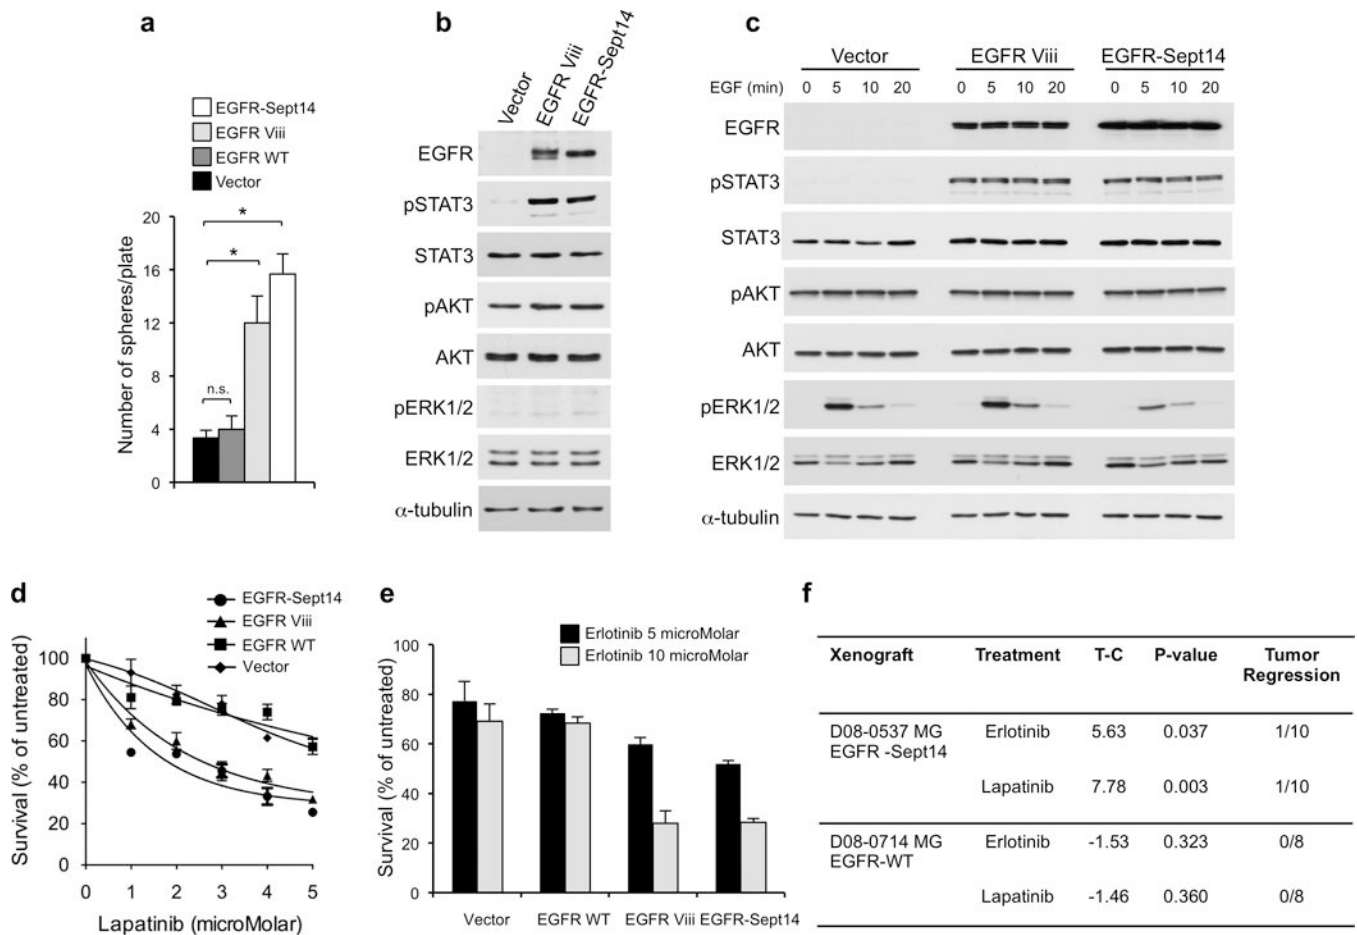 a
EGFR-Sept14
EGFR Viii
EGFR WT
Vector
Number of spheres/plate
20
16
12
8
4
0
*
*
n.s.
b
Vector
EGFR Viii
EGFR-Sept14
EGFR
pSTAT3
STAT3
pAKT
AKT
pERK1/2
ERK1/2
α-tubulin
c
Vector EGFR Viii EGFR-Sept14
EGF (min) 0 5 10 20 0 5 10 20 0 5 10 20
EGFR
pSTAT3
STAT3
pAKT
AKT
pERK1/2
ERK1/2
α-tubulin
d
EGFR-Sept14
EGFR Viii
EGFR WT
Vector
Survival (% of untreated)
100
80
60
40
20
0
0 1 2 3 4 5
Lapatinib (microMolar)
e
Erlotinib 5 microMolar
Erlotinib 10 microMolar
Survival (% of untreated)
100
80
60
40
20
0
Vector EGFR WT EGFR Viii EGFR-Sept14
f
Xenograft Treatment T-C P-value Tumor
Regression
D08-0537 MG Erlotinib 5.63 0.037 1/10
EGFR -Sept14
Lapatinib 7.78 0.003 1/10
D08-0714 MG Erlotinib -1.53 0.323 0/8
EGFR-WT
Lapatinib -1.46 0.360 0/8